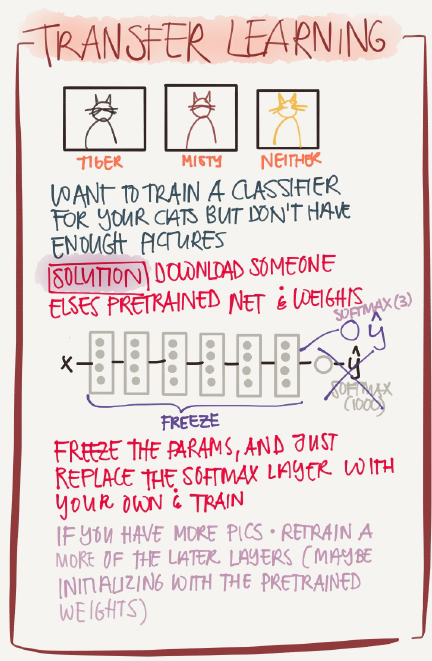 TRANSFER LEARNING
TIGER MISTY NEITHER
WANT TO TRAIN A CLASSIFIER
FOR YOUR CATS BUT DON'T HAVE
ENOUGH PICTURES
SOLUTION DOWNLOAD SOMEONE
ELSES PRETRAINED NET & WEIGHTS
SOFTMAX (3)
ŷ
X ŷ
SOFTMAX
(1000)
FREEZE
FREEZE THE PARAMS, AND JUST
REPLACE THE SOFTMAX LAYER WITH
YOUR OWN & TRAIN
IF YOU HAVE MORE PICS · RETRAIN A
MORE OF THE LATER LAYERS (MAYBE
INITIALIZING WITH THE PRETRAINED
WEIGHTS)